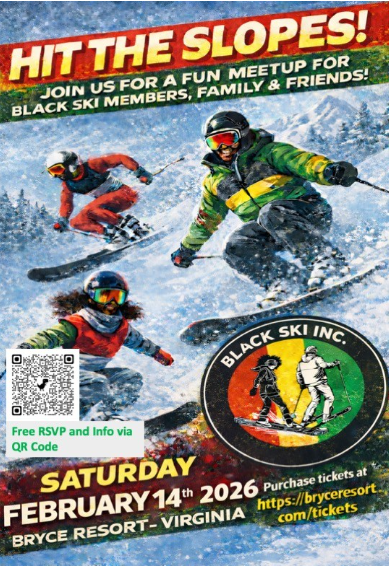 HIT THE SLOPES!
JOIN US FOR A FUN MEETUP FOR
BLACK SKI MEMBERS, FAMILY & FRIENDS!
BLACK SKI INC.
Free RSVP and Info via
QR Code
SATURDAY
FEBRUARY 14th 2026
BRYCE RESORT - VIRGINIA
Purchase tickets at
https://bryceresort.
com/tickets